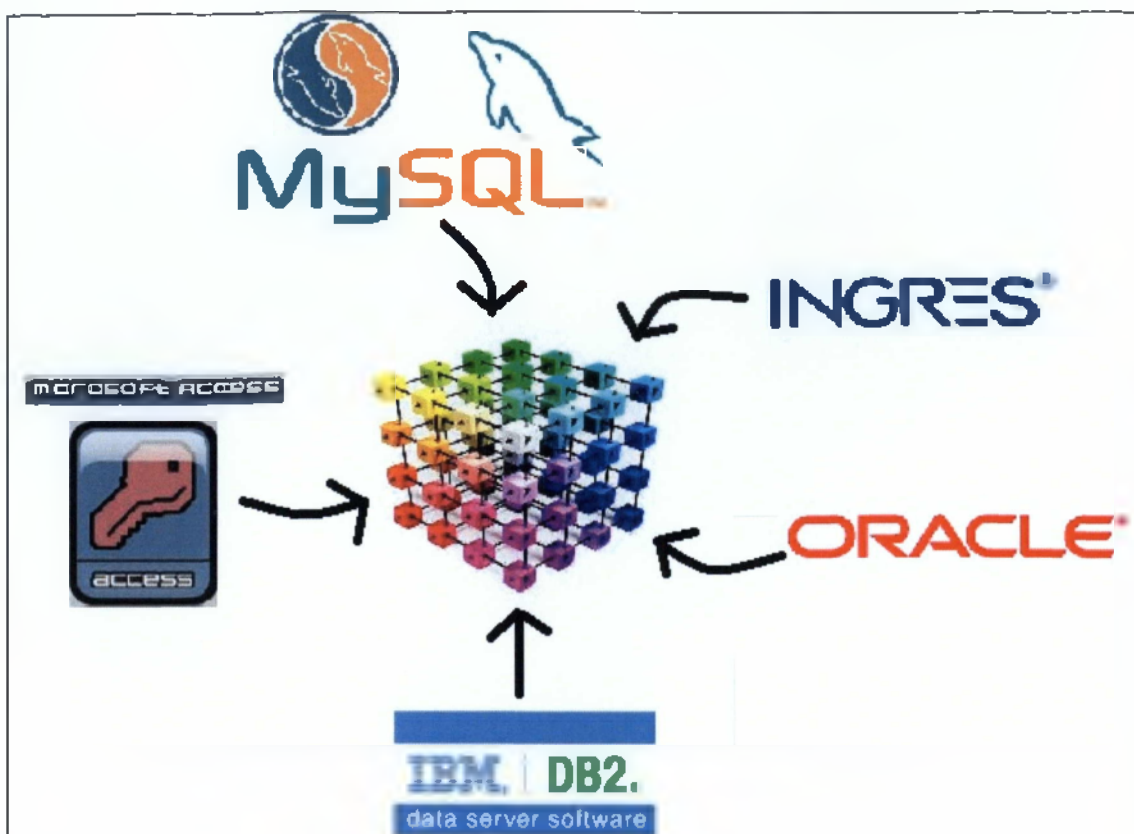 MySQL
INGRES
microsoft access
access
ORACLE
IBM. DB2.
data server software